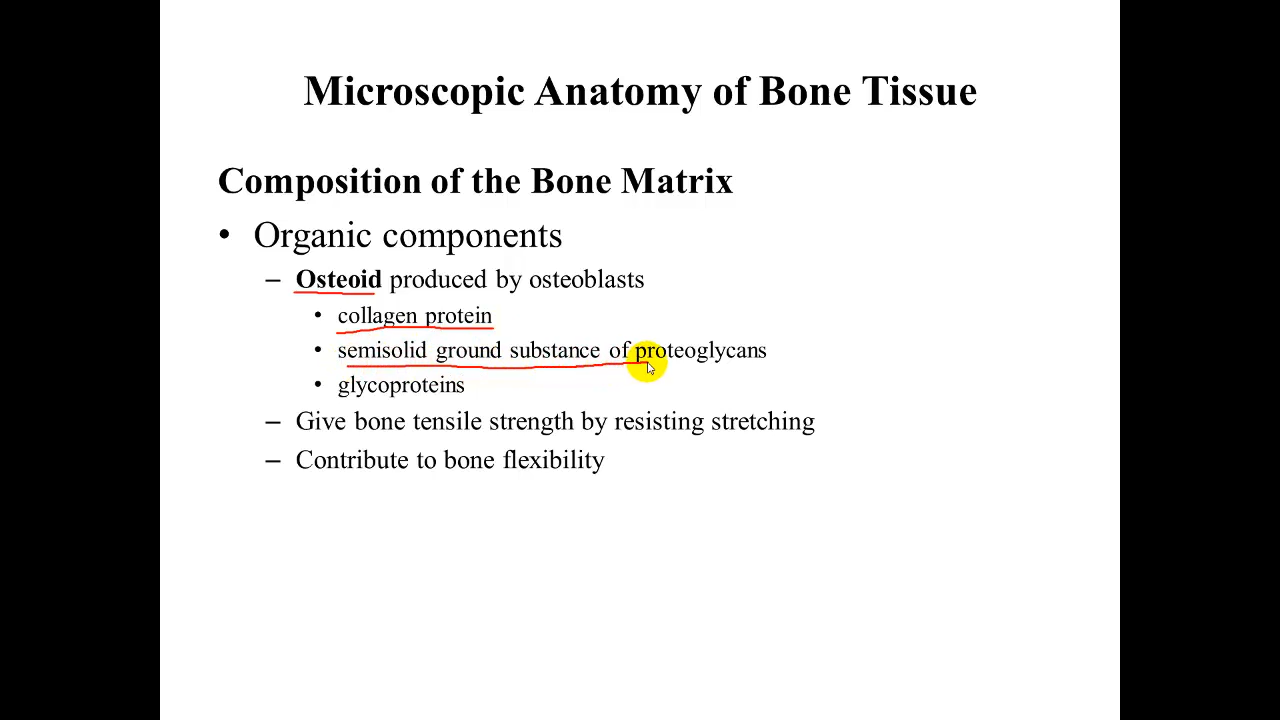 Microscopic Anatomy of Bone Tissue
Composition of the Bone Matrix
• Organic components
– Osteoid produced by osteoblasts
• collagen protein
• semisolid ground substance of proteoglycans
• glycoproteins
– Give bone tensile strength by resisting stretching
– Contribute to bone flexibility